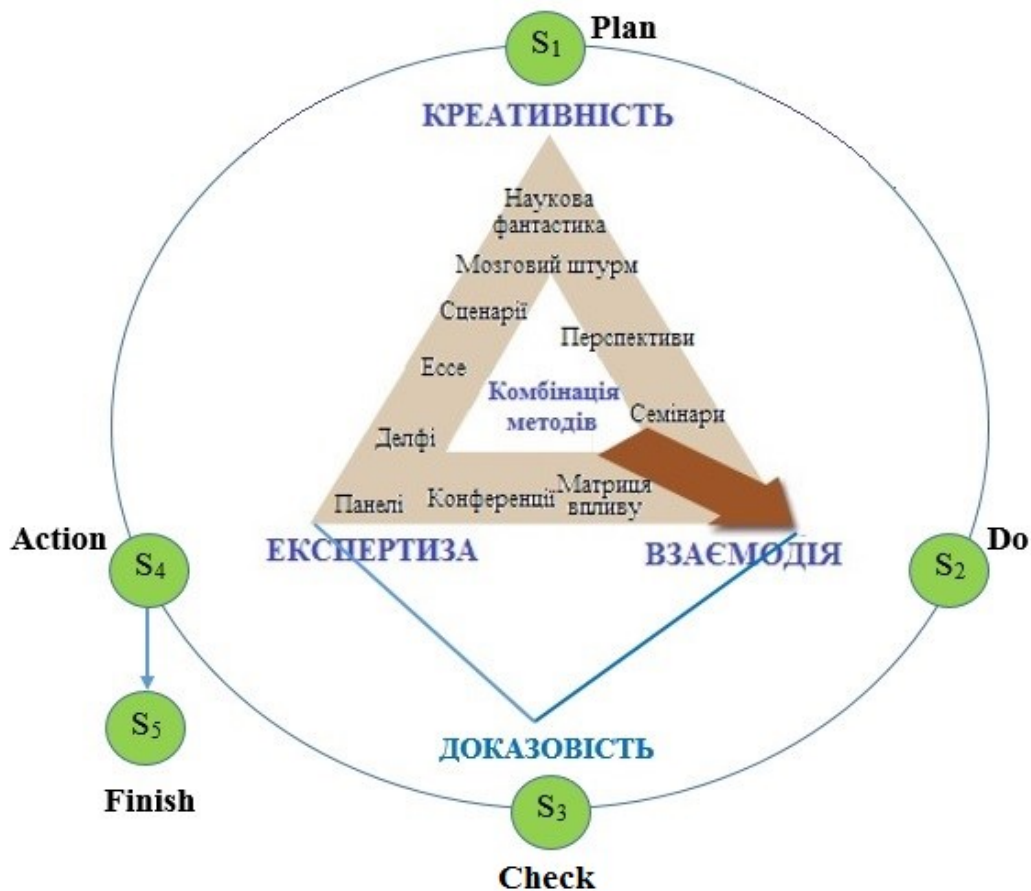 S1 Plan
КРЕАТИВНІСТЬ
Наукова
фантастика
Мозговий штурм
Сценарії
Перспективи
Ессе
Комбінація
методів
Семінари
Делфі
Панелі
Конференції
Матриця
впливу
Action
ЕКСПЕРТИЗА
ВЗАЄМОДІЯ
Do
S4
S2
S5
Finish
ДОКАЗОВІСТЬ
S3
Check